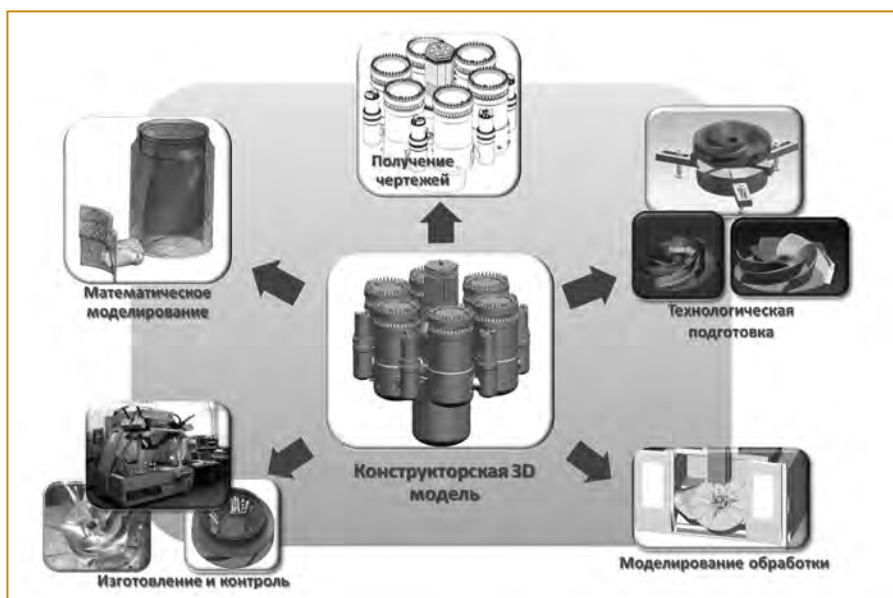 Получение
чертежей
Математическое
моделирование
Технологическая
подготовка
Конструкторская 3D
модель
Изготовление и контроль
Моделирование обработки